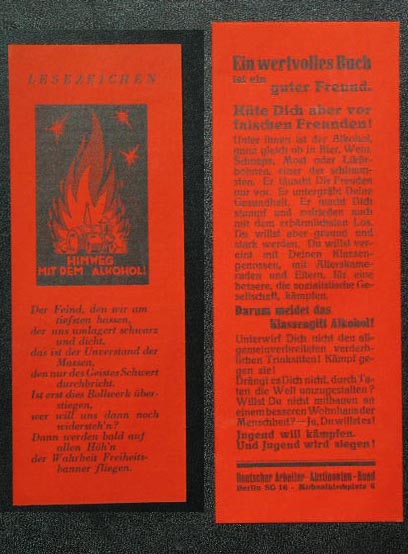 LESEZEICHEN
HINWEG
MIT DEM ALKOHOL!
Der Feind, den wir am
tiefsten hassen,
der uns umlagert schwarz
und dicht,
das ist der Unverstand der
Massen,
den nur des Geistes Schwert
durchbricht.
Ist erst dies Bollwerk über-
stiegen,
wer will uns dann noch
widersteh'n?
Dann werden bald auf
allen Höh'n
der Wahrheit Freiheits-
banner fliegen.
Ein wertvolles Buch
ist ein
guter Freund.
Hüte Dich aber vor
falschen Freunden!
Unter ihnen ist der Alkohol,
ganz gleich ob in Bier, Wein,
Schnaps, Most oder Likör-
bohnen, einer der schlimm-
sten. Er täuscht Dir Freuden
nur vor. Er untergräbt Deine
Gesundheit. Er macht Dich
stumpf und zufrieden auch
mit dem erbärmlichsten Los.
Du willst aber gesund und
stark werden. Du willst ver-
eint mit Deinen Klassen-
genossen, mit Alterskame-
raden und Eltern, für eine
bessere, die sozialistische Ge-
sellschaft, kämpfen.
Darum meidet das
Klassengift Alkohol!
Unterwirf Dich nicht den all-
gemeinverbreiteten verderb-
lichen Trinksitten! Kämpf ge-
gen sie!
Drängt es Dich nicht, durch Ta-
ten die Welt umzugestalten?
Willst Du nicht mitbauen an
einem besseren Wohnhaus der
Menschheit? — Ja, Du willst es!
Jugend will kämpfen.
Und Jugend wird siegen!
Deutscher Arbeiter-Abstinenten-Bund
Berlin SO 16 -